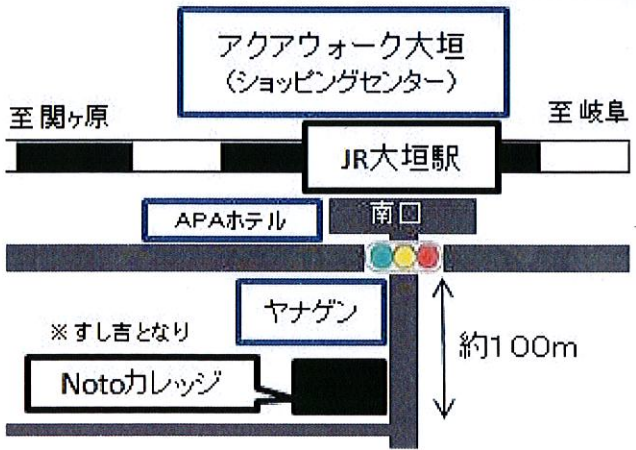 アクアウォーク大垣
(ショッピングセンター)
至関ヶ原
至岐阜
JR大垣駅
APAホテル
南口
ヤナゲン
※すし吉となり
約100m
Notoカレッジ